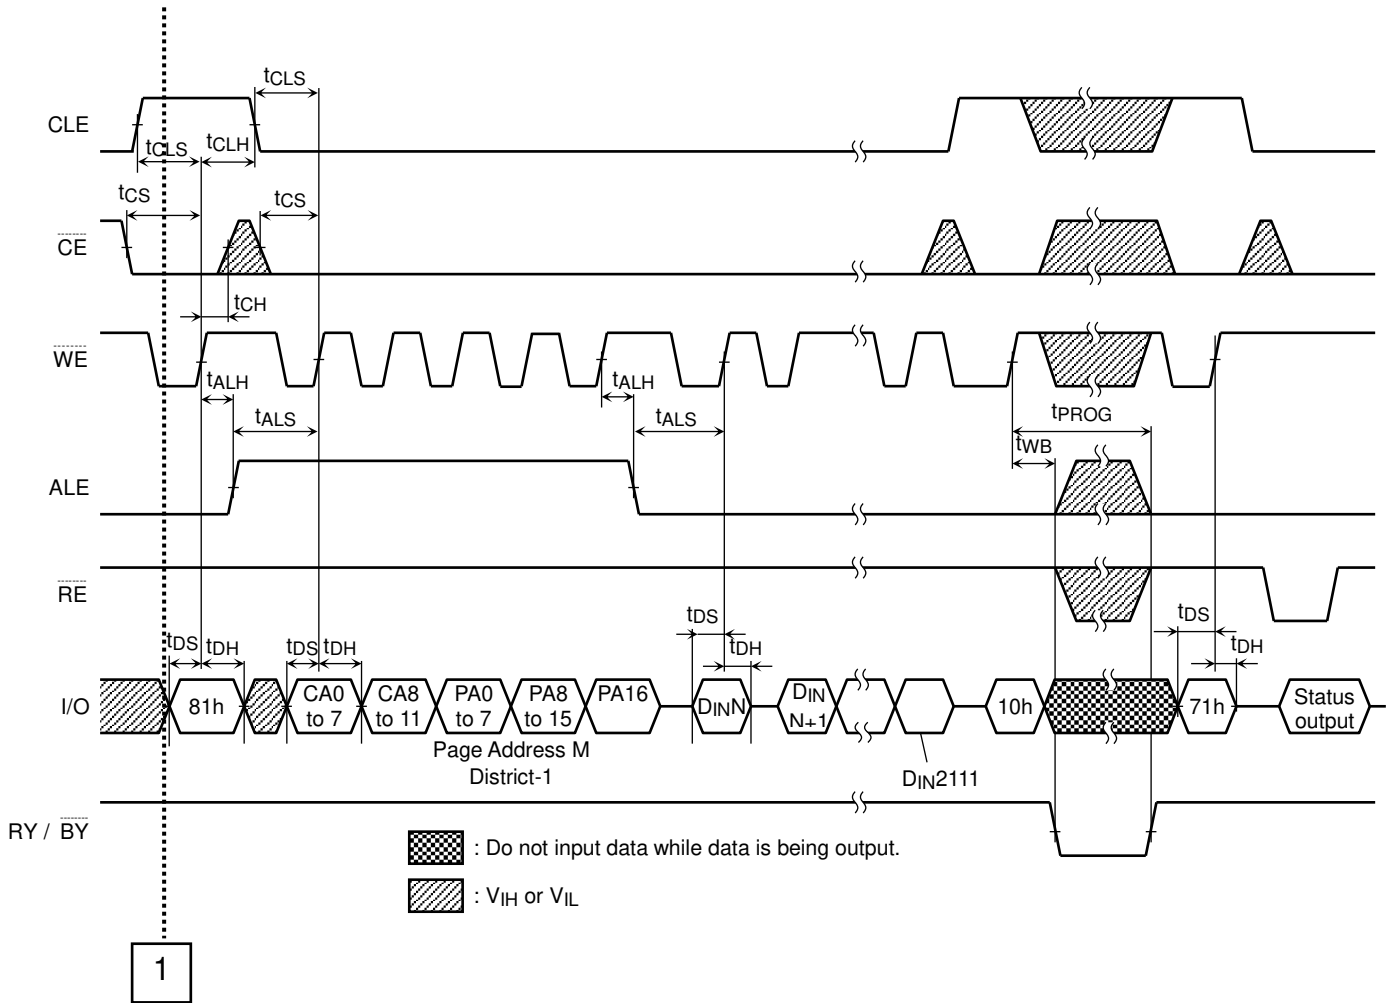 tCLS
CLE
tCLS
tCLH
tCS
tCS
CE
tCH
WE
tALH
tALH
tALS
tALS
tPROG
tWB
ALE
RE
tDS
tDH
tDS
tDH
tDS
tDH
tDS
tDH
I/O
81h
CA0
to 7
CA8
to 11
PA0
to 7
PA8
to 15
PA16
DINN
DIN
N+1
10h
71h
Status
output
Page Address M
District-1
DIN2111
RY / BY
: Do not input data while data is being output.
: VIH or VIL
1